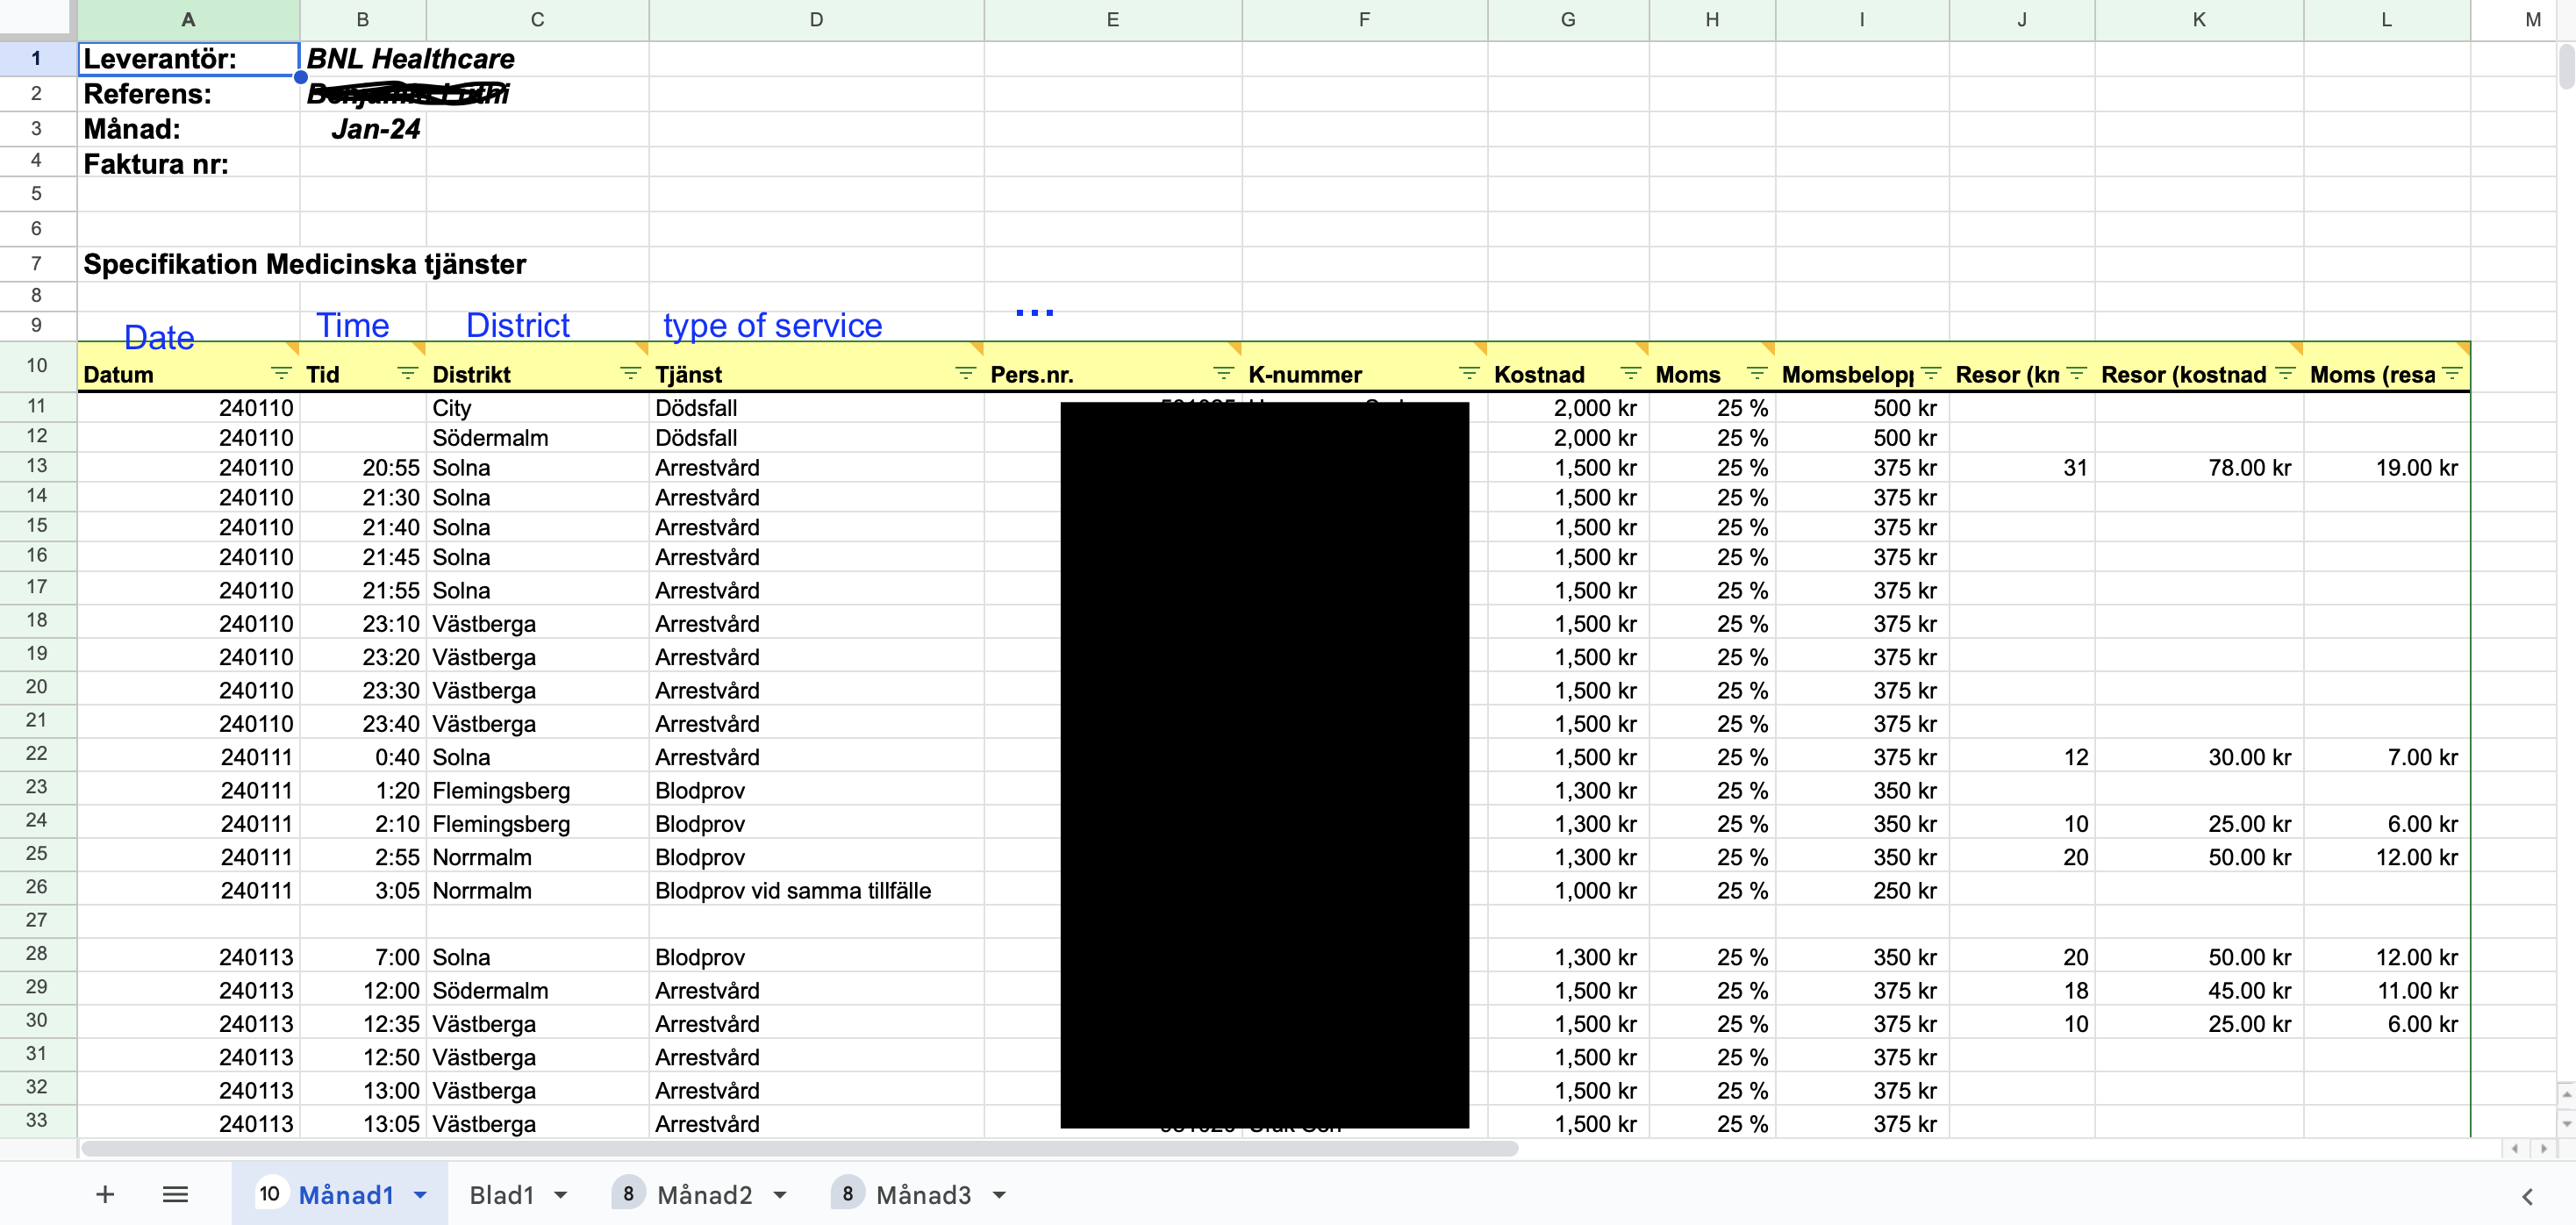 A B C D E F G H I J K L M
1 Leverantör: BNL Healthcare
2 Referens:
3 Månad: Jan-24
4 Faktura nr:
5
6
7 Specifikation Medicinska tjänster
8
9 Date Time District type of service ...
10 Datum Tid Distrikt Tjänst Pers.nr. K-nummer Kostnad Moms Momsbelopp Resor (kn Resor (kostnad Moms (resa
11 240110 City Dödsfall 2,000 kr 25 % 500 kr
12 240110 Södermalm Dödsfall 2,000 kr 25 % 500 kr
13 240110 20:55 Solna Arrestvård 1,500 kr 25 % 375 kr 31 78.00 kr 19.00 kr
14 240110 21:30 Solna Arrestvård 1,500 kr 25 % 375 kr
15 240110 21:40 Solna Arrestvård 1,500 kr 25 % 375 kr
16 240110 21:45 Solna Arrestvård 1,500 kr 25 % 375 kr
17 240110 21:55 Solna Arrestvård 1,500 kr 25 % 375 kr
18 240110 23:10 Västberga Arrestvård 1,500 kr 25 % 375 kr
19 240110 23:20 Västberga Arrestvård 1,500 kr 25 % 375 kr
20 240110 23:30 Västberga Arrestvård 1,500 kr 25 % 375 kr
21 240110 23:40 Västberga Arrestvård 1,500 kr 25 % 375 kr
22 240111 0:40 Solna Arrestvård 1,500 kr 25 % 375 kr 12 30.00 kr 7.00 kr
23 240111 1:20 Flemingsberg Blodprov 1,300 kr 25 % 350 kr
24 240111 2:10 Flemingsberg Blodprov 1,300 kr 25 % 350 kr 10 25.00 kr 6.00 kr
25 240111 2:55 Norrmalm Blodprov 1,300 kr 25 % 350 kr 20 50.00 kr 12.00 kr
26 240111 3:05 Norrmalm Blodprov vid samma tillfälle 1,000 kr 25 % 250 kr
27
28 240113 7:00 Solna Blodprov 1,300 kr 25 % 350 kr 20 50.00 kr 12.00 kr
29 240113 12:00 Södermalm Arrestvård 1,500 kr 25 % 375 kr 18 45.00 kr 11.00 kr
30 240113 12:35 Västberga Arrestvård 1,500 kr 25 % 375 kr 10 25.00 kr 6.00 kr
31 240113 12:50 Västberga Arrestvård 1,500 kr 25 % 375 kr
32 240113 13:00 Västberga Arrestvård 1,500 kr 25 % 375 kr
33 240113 13:05 Västberga Arrestvård 1,500 kr 25 % 375 kr
10 Månad1 Blad1 8 Månad2 8 Månad3